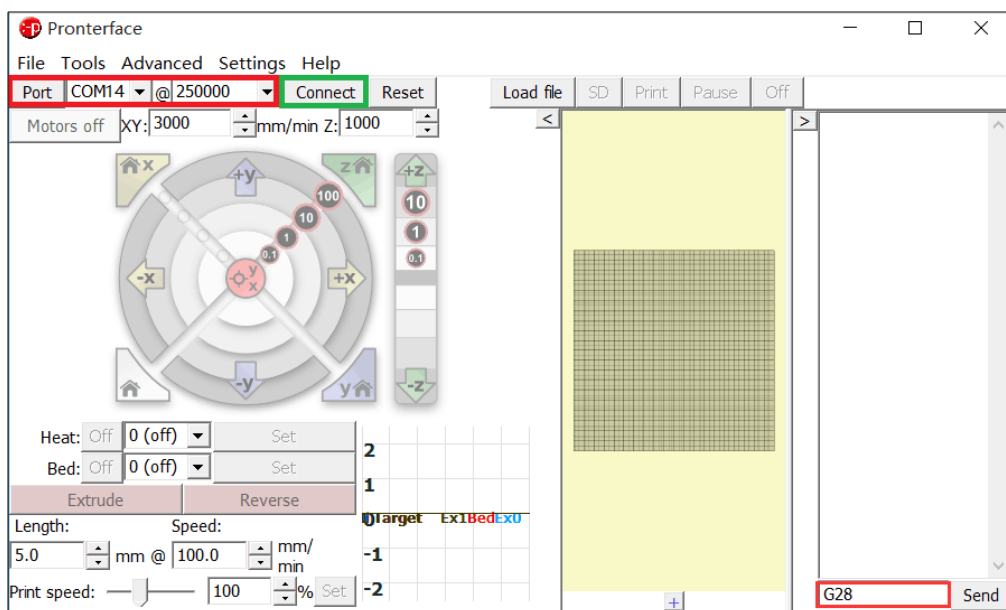 Pronterface
File Tools Advanced Settings Help
Port COM14 @ 250000 Connect Reset Load file SD Print Pause Off
Motors off XY: 3000 mm/min Z: 1000 < >
x +y z +z
100 10
10 1
1 0.1
0.1
-x y x +x
-y y -z
Heat: Off 0 (off) Set
Bed: Off 0 (off) Set
Extrude Reverse
Length: Speed:
5.0 mm @ 100.0 mm/
min
Print speed: 100 % Set
2
1
0 Target Ex1 Bed Ex0
-1
-2
+
G28 Send